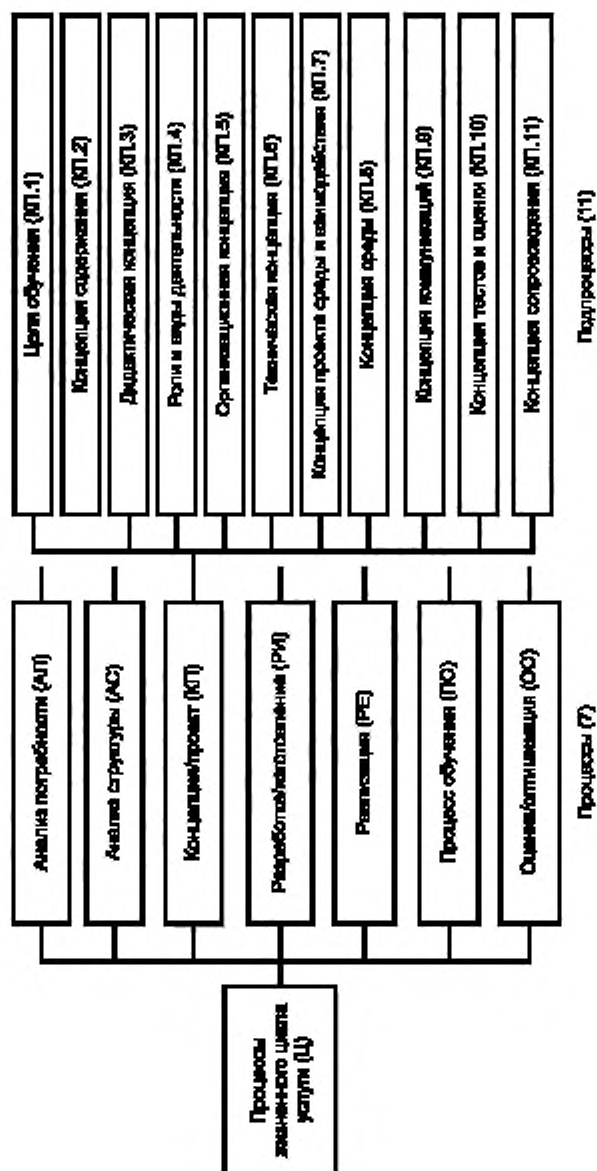 Процессы
жизненного цикла
услуги (Ц)
Анализ потребности (АП)
Анализ структуры (АС)
Концепция/проект (КП)
Разработка/изготовление (РИ)
Реализация (РЕ)
Процесс обучения (ПО)
Оценка/оптимизация (ОО)
Процессы (7)
Цели обучения (КП.1)
Концепция содержания (КП.2)
Дидактическая концепция (КП.3)
Роли и виды деятельности (КП.4)
Организационная концепция (КП.5)
Техническая концепция (КП.6)
Концепция проекта среды и взаимодействия (КП.7)
Концепция среды (КП.8)
Концепция коммуникаций (КП.9)
Концепция тестов и оценки (КП.10)
Концепция сопровождения (КП.11)
Подпроцессы (11)